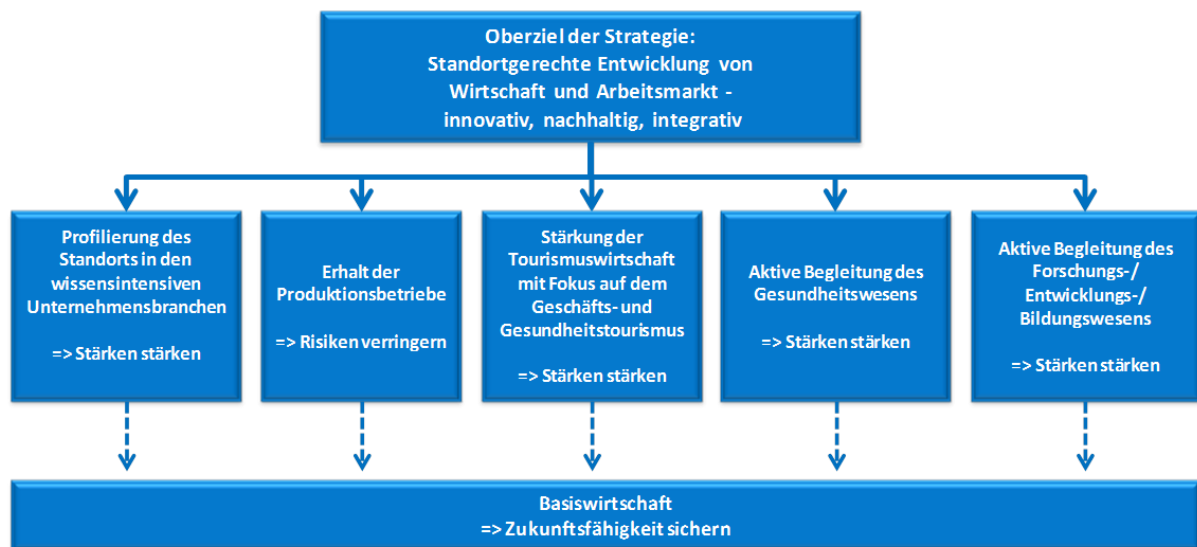 Oberziel der Strategie:
Standortgerechte Entwicklung von
Wirtschaft und Arbeitsmarkt -
innovativ, nachhaltig, integrativ
Profilierung des
Standorts in den
wissensintensiven
Unternehmensbranchen
=> Stärken stärken
Erhalt der
Produktionsbetriebe
=> Risiken verringern
Stärkung der
Tourismuswirtschaft
mit Fokus auf dem
Geschäfts- und
Gesundheitstourismus
=> Stärken stärken
Aktive Begleitung des
Gesundheitswesens
=> Stärken stärken
Aktive Begleitung des
Forschungs-/
Entwicklungs-/
Bildungswesens
=> Stärken stärken
Basiswirtschaft
=> Zukunftsfähigkeit sichern